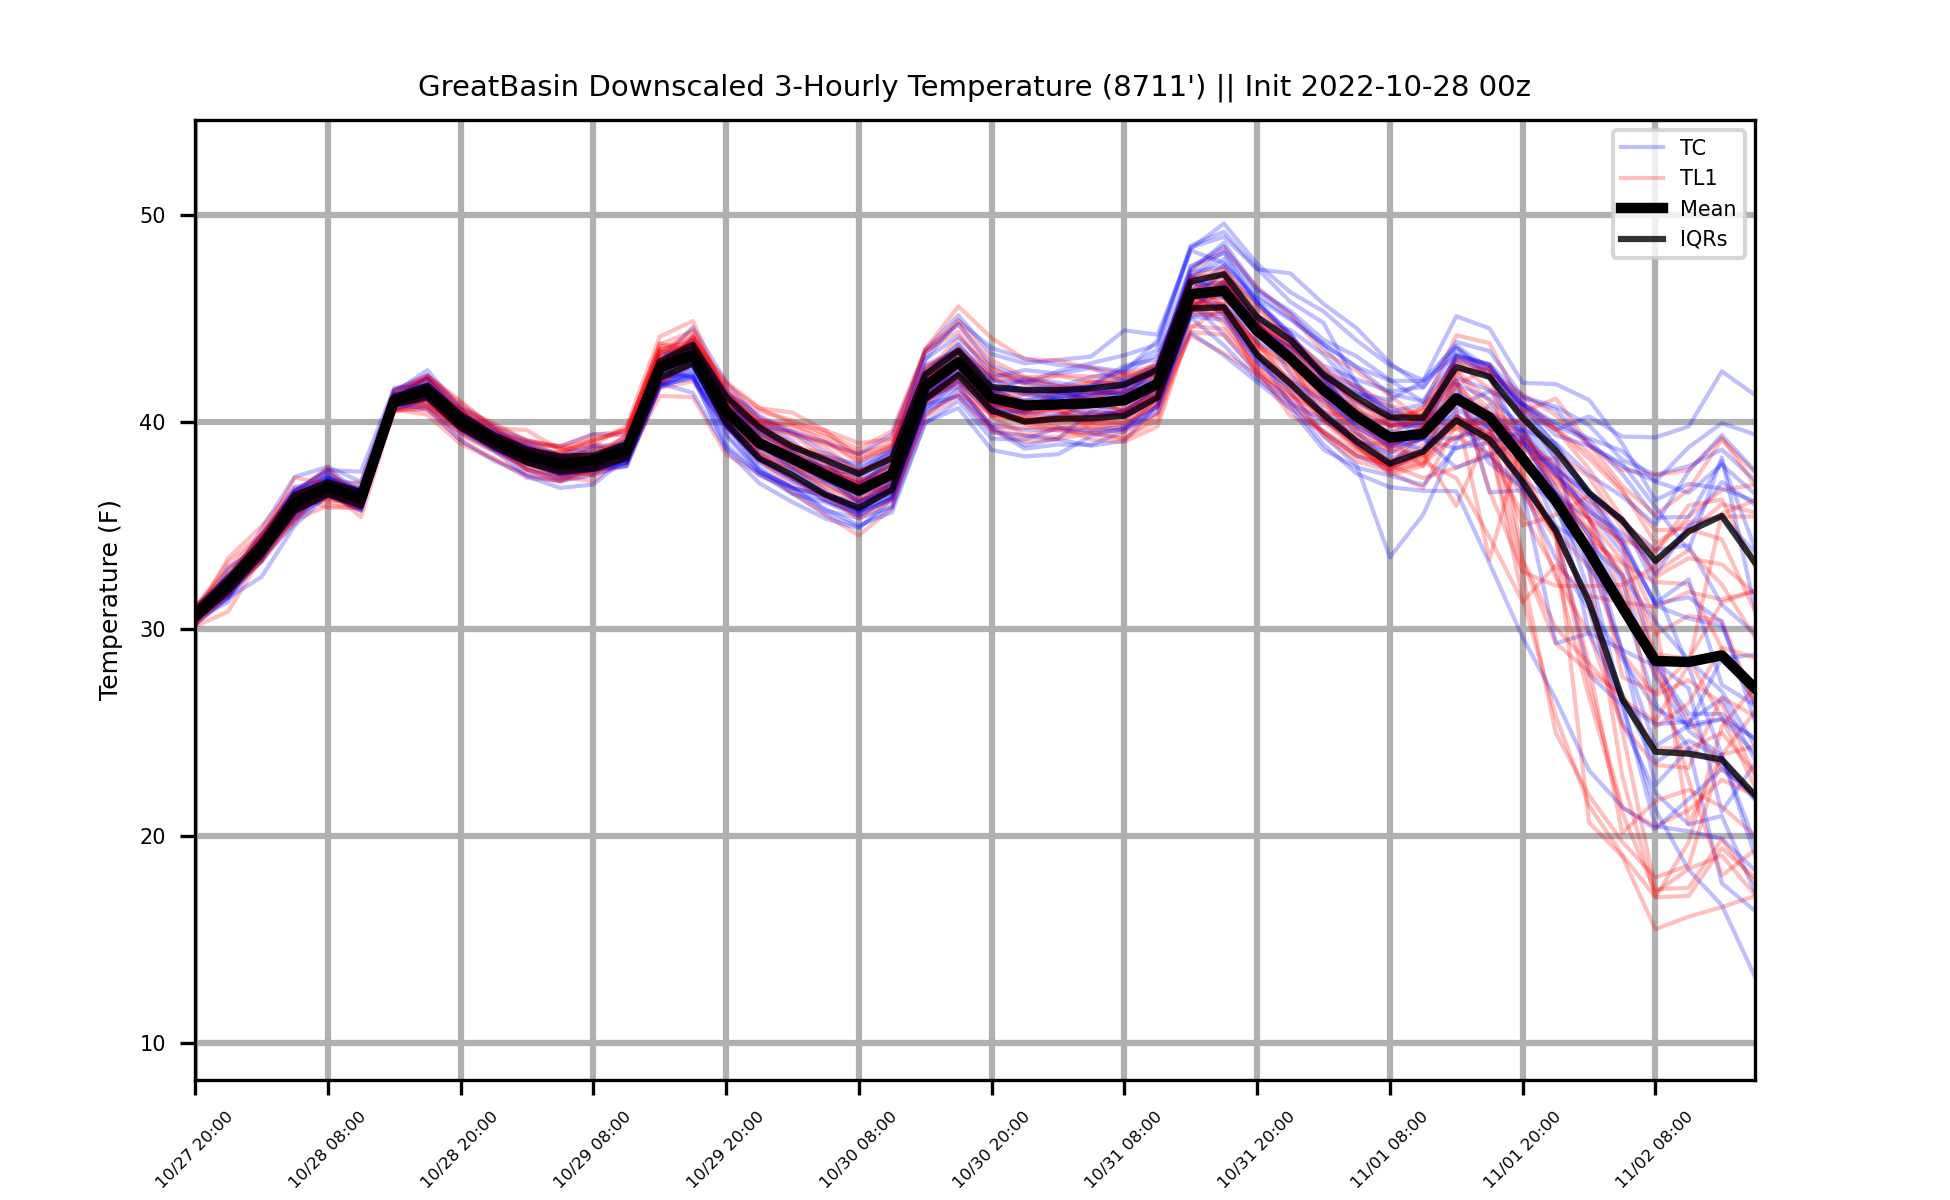 GreatBasin Downscaled 3-Hourly Temperature (8711') || Init 2022-10-28 00z
TC
TL1
Mean
IQRs
Temperature (F)
50
40
30
20
10
10/27 20:00
10/28 08:00
10/28 20:00
10/29 08:00
10/29 20:00
10/30 08:00
10/30 20:00
10/31 08:00
10/31 20:00
11/01 08:00
11/01 20:00
11/02 08:00